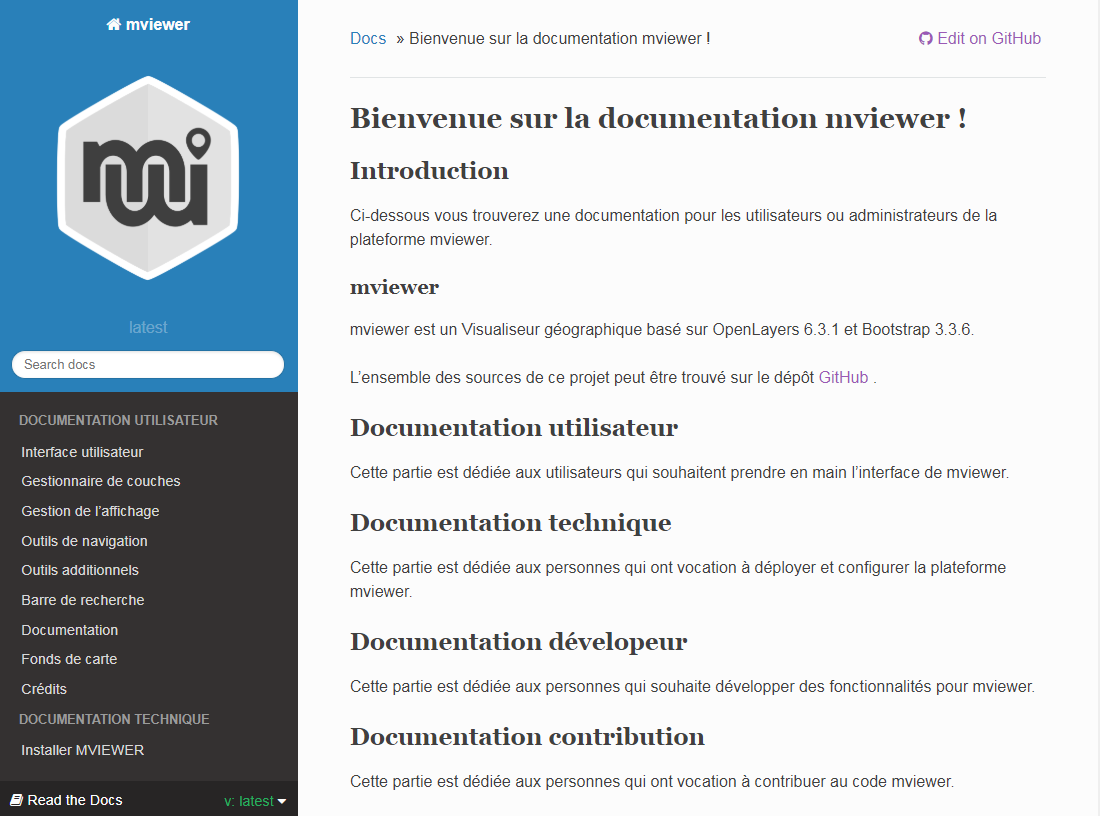 mviewer
latest
Search docs
DOCUMENTATION UTILISATEUR
Interface utilisateur
Gestionnaire de couches
Gestion de l’affichage
Outils de navigation
Outils additionnels
Barre de recherche
Documentation
Fonds de carte
Crédits
DOCUMENTATION TECHNIQUE
Installer MVIEWER
Read the Docs
v: latest
Docs » Bienvenue sur la documentation mviewer !
Edit on GitHub
Bienvenue sur la documentation mviewer !
Introduction
Ci-dessous vous trouverez une documentation pour les utilisateurs ou administrateurs de la
plateforme mviewer.
mviewer
mviewer est un Visualiseur géographique basé sur OpenLayers 6.3.1 et Bootstrap 3.3.6.
L’ensemble des sources de ce projet peut être trouvé sur le dépôt GitHub .
Documentation utilisateur
Cette partie est dédiée aux utilisateurs qui souhaitent prendre en main l’interface de mviewer.
Documentation technique
Cette partie est dédiée aux personnes qui ont vocation à déployer et configurer la plateforme
mviewer.
Documentation dévelopeur
Cette partie est dédiée aux personnes qui souhaite développer des fonctionnalités pour mviewer.
Documentation contribution
Cette partie est dédiée aux personnes qui ont vocation à contribuer au code mviewer.